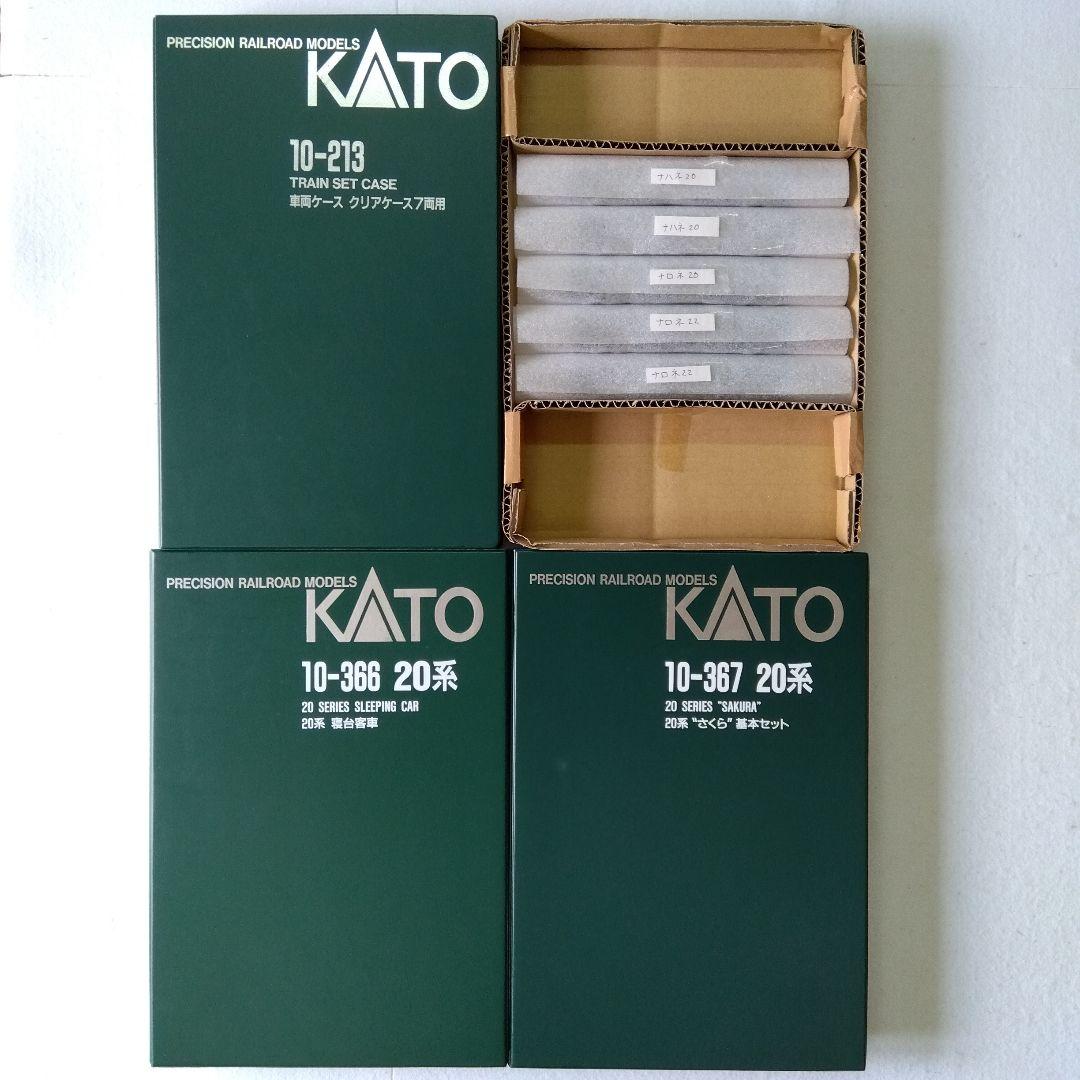 PRECISION RAILROAD MODELS
KATO
10-213
TRAIN SET CASE
車両ケース クリアケース7両用
ナハネ20
ナハネ20
ナロネ20
ナロネ22
ナロネ22
PRECISION RAILROAD MODELS
KATO
10-366 20系
20 SERIES SLEEPING CAR
20系 寝台客車
PRECISION RAILROAD MODELS
KATO
10-367 20系
20 SERIES "SAKURA"
20系 "さくら" 基本セット